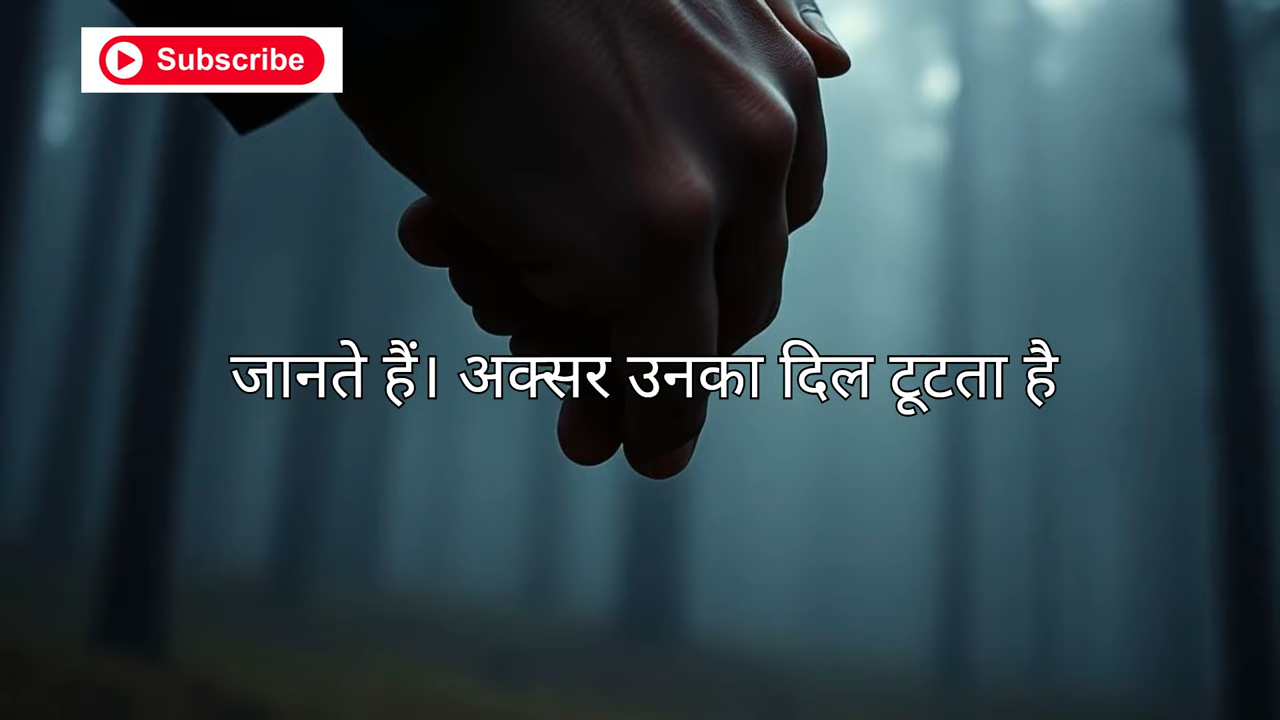 Subscribe
जानते हैं। अक्सर उनका दिल टूटता है